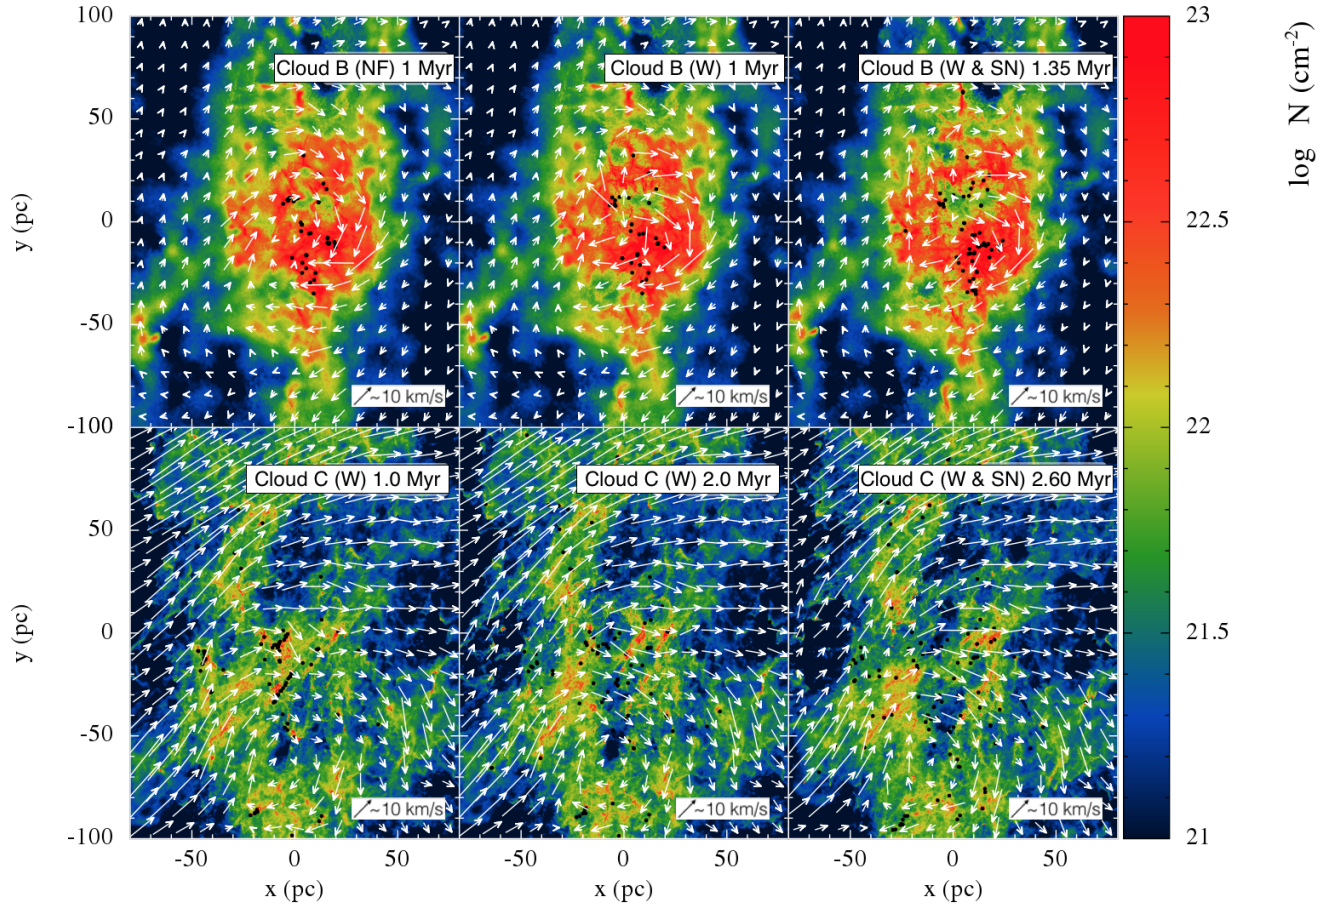 100
50
0
-50
-100
y (pc)
Cloud B (NF) 1 Myr
~10 km/s
Cloud B (W) 1 Myr
~10 km/s
Cloud B (W & SN) 1.35 Myr
~10 km/s
50
0
-50
-100
y (pc)
Cloud C (W) 1.0 Myr
~10 km/s
Cloud C (W) 2.0 Myr
~10 km/s
Cloud C (W & SN) 2.60 Myr
~10 km/s
-50 0 50
x (pc)
-50 0 50
x (pc)
-50 0 50
x (pc)
23
22.5
22
21.5
21
log N (cm⁻²)